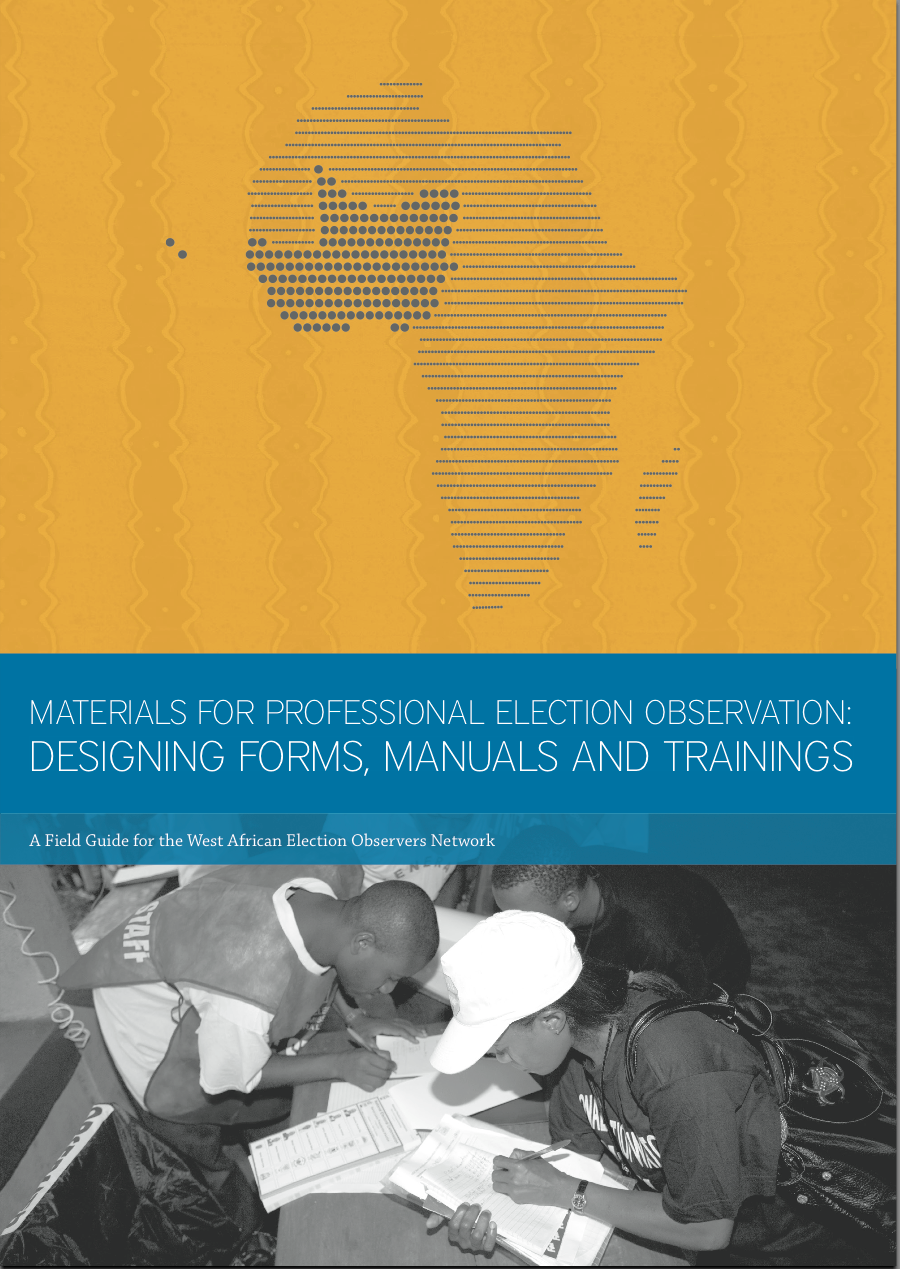 MATERIALS FOR PROFESSIONAL ELECTION OBSERVATION:
DESIGNING FORMS, MANUALS AND TRAININGS
A Field Guide for the West African Election Observers Network
STAFF